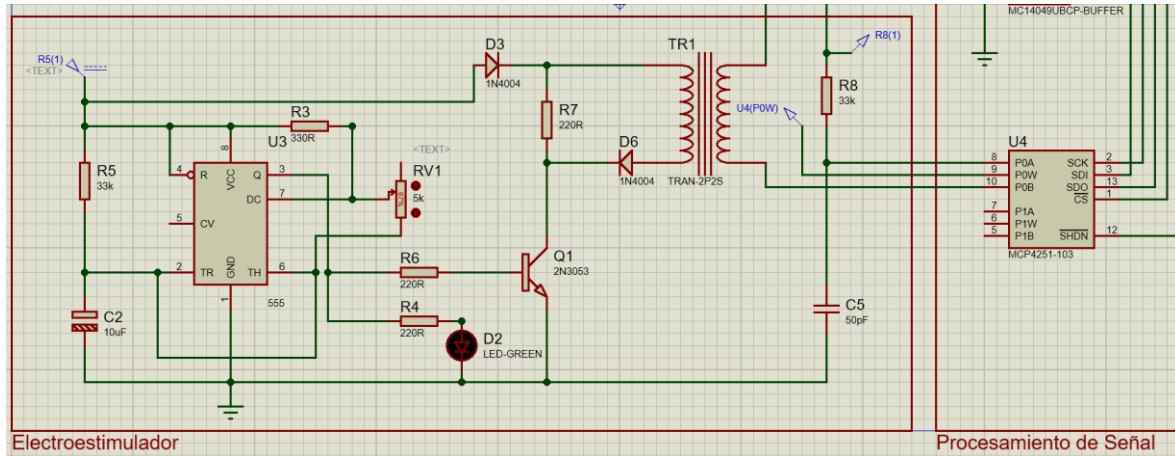 MC14049UBCP-BUFFER
R5(1)
<TEXT>
D3
1N4004
TR1
TRAN-2P2S
R8(1)
R8
33k
R7
220R
U4(P0W)
R3
330R
U3
D6
1N4004
<TEXT>
RV1
5k
R5
33k
4
R
VCC
8
Q
3
DC
7
5
CV
2
TR
GND
1
TH
6
555
U4
8
P0A
9
P0W
10
P0B
7
P1A
6
P1W
5
P1B
SCK
2
SDI
3
SDO
13
CS
1
SHDN
12
MCP4251-103
R6
220R
Q1
2N3053
R4
220R
D2
LED-GREEN
C2
10uF
C5
50pF
Electroestimulador
Procesamiento de Señal